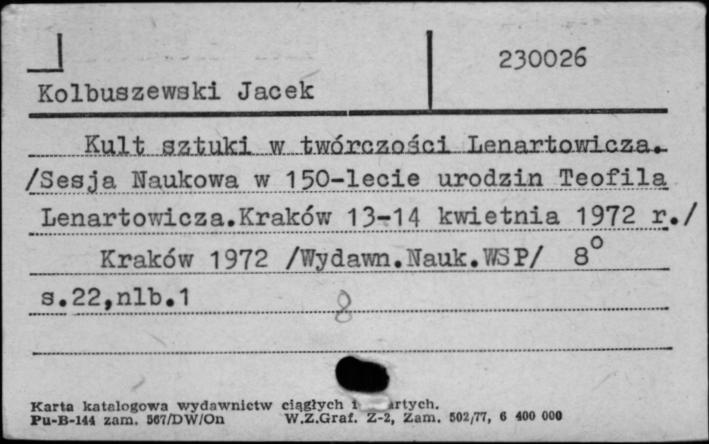 230026
Kolbuszewski Jacek
Kult sztuki w twórczości Lenartowicza.
/Sesja Naukowa w 150-lecie urodzin Teofila
Lenartowicza.Kraków 13-14 kwietnia 1972 r./
Kraków 1972 /Wydawn.Nauk.WSP/ 8°
s.22,nlb.1
8
Karta katalogowa wydawnictw ciągłych
Pu-B-144 zam. 567/DW/On W.Z.Graf. Z-2, Zam. 502/77, 6 400 000